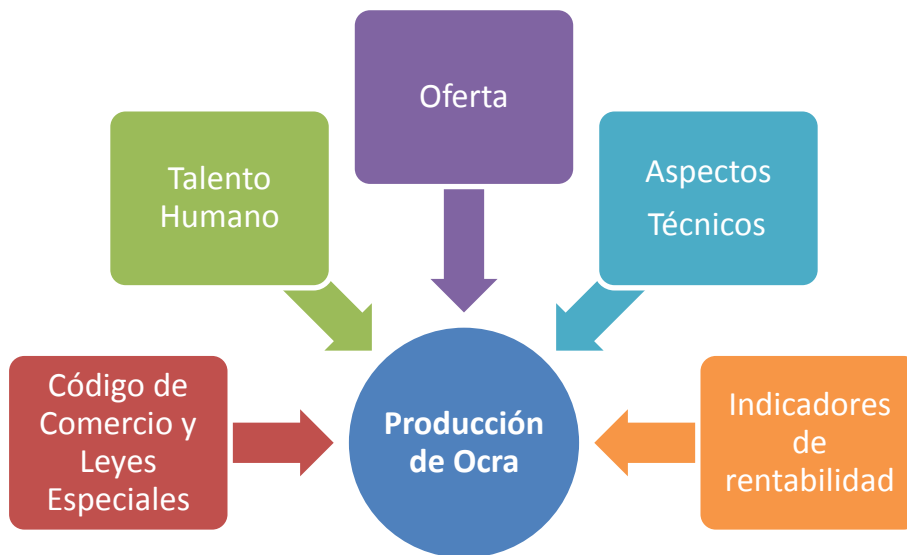 Oferta
Talento
Humano
Aspectos
Técnicos
Código de
Comercio y
Leyes
Especiales
Producción
de Ocra
Indicadores
de
rentabilidad